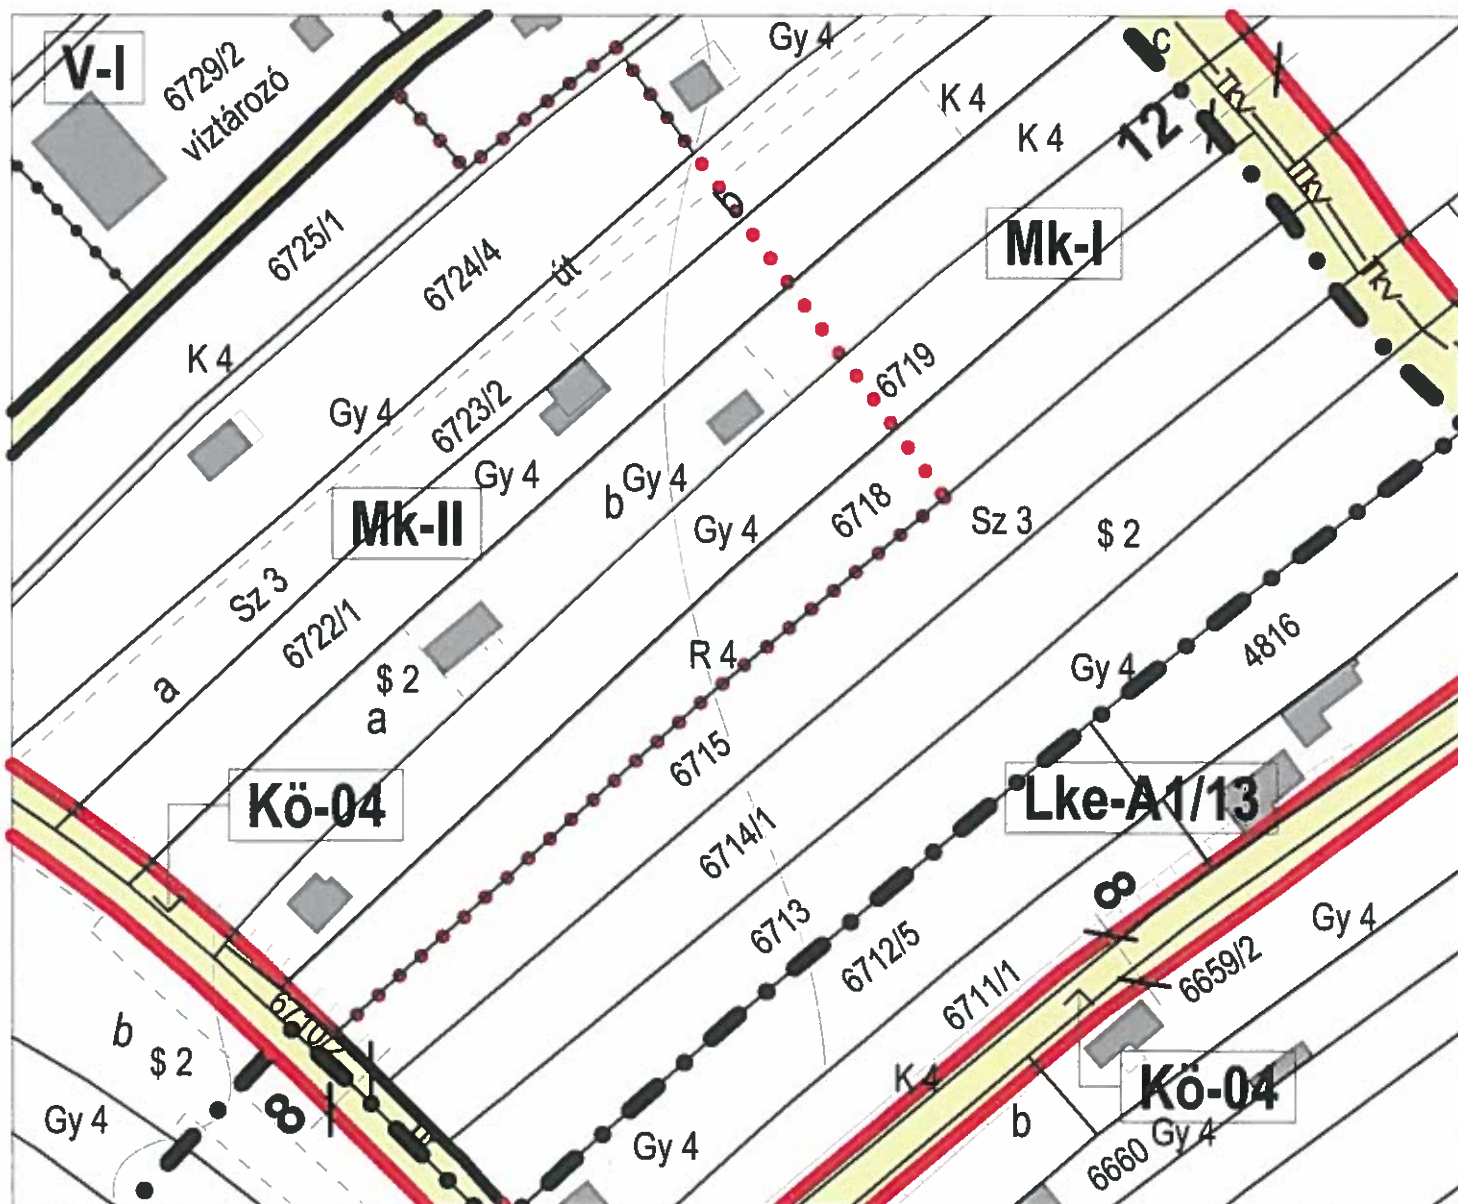 V-I
6729/2
víztározó
Gy 4
c
Tkv
K 4
K 4
12
Tkv
Mk-I
Tkv
6725/1
6724/4
út
b
K 4
Gy 4
6723/2
6719
Gy 4
b
Gy 4
Mk-II
Gy 4
6718
Sz 3
$ 2
Sz 3
6722/1
a
$ 2
a
R 4
4816
Gy 4
6715
Kö-04
Lke-A1/13
6714/1
8
6713
6712/5
Gy 4
6659/2
6711/1
b
$ 2
8
Gy 4
K 4
Kö-04
b
Gy 4
Gy 4
6660